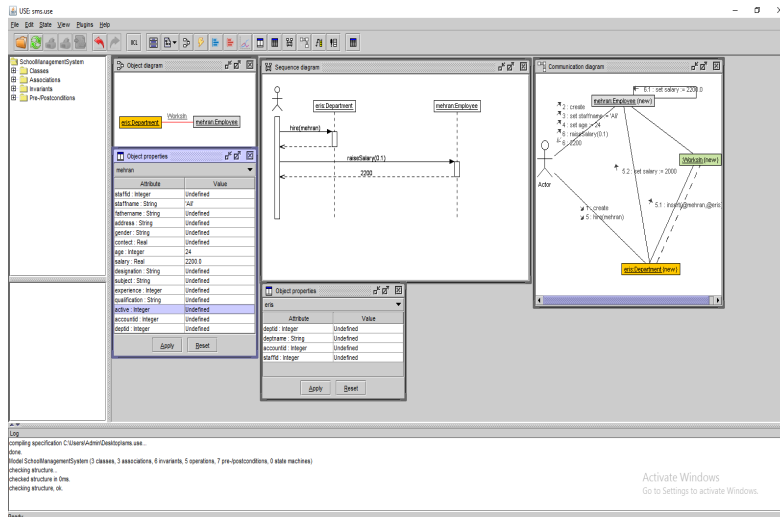 USE: sms.use
File Edit State View Plugins Help
OCL
SchoolManagementSystem
Classes
Associations
Invariants
Pre-/Postconditions
Object diagram
WorksIn
eris:Department
mehran:Employee
Object properties
mehran
Attribute Value
staffid : Integer Undefined
staffname : String 'Ali'
fathername : String Undefined
address : String Undefined
gender : String Undefined
contect : Real Undefined
age : Integer 24
salary : Real 2200.0
designation : String Undefined
subject : String Undefined
experience : Integer Undefined
qualification : String Undefined
active : Integer Undefined
accountid : Integer Undefined
deptid : Integer Undefined
Apply Reset
Sequence diagram
eris:Department
mehran:Employee
hire(mehran)
raiseSalary(0.1)
2200
Object properties
eris
Attribute Value
deptid : Integer Undefined
deptname : String Undefined
accountid : Integer Undefined
staffid : Integer Undefined
Apply Reset
Communication diagram
6.1 : set salary := 2200.0
mehran:Employee (new)
2 : create
3 : set staffname := 'Ali'
4 : set age := 24
6 : raiseSalary(0.1)
6 : 2200
Actor
:WorksIn (new)
5.2 : set salary := 2000
5.1 : insert(@mehran,@eris
1 : create
5 : hire(mehran)
eris:Department (new)
Log
compiling specification C:\Users\Admin\Desktop\sms.use...
done.
Model SchoolManagementSystem (3 classes, 3 associations, 6 invariants, 5 operations, 7 pre-/postconditions, 0 state machines)
checking structure...
checked structure in 0ms.
checking structure, ok.
Activate Windows
Go to Settings to activate Windows.
Ready.